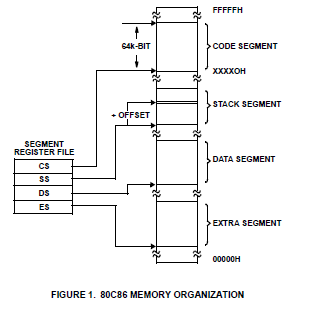 FFFFFH
64k-BIT
CODE SEGMENT
XXXXOH
STACK SEGMENT
+ OFFSET
SEGMENT
REGISTER FILE
CS
SS
DS
ES
DATA SEGMENT
EXTRA SEGMENT
00000H
FIGURE 1. 80C86 MEMORY ORGANIZATION